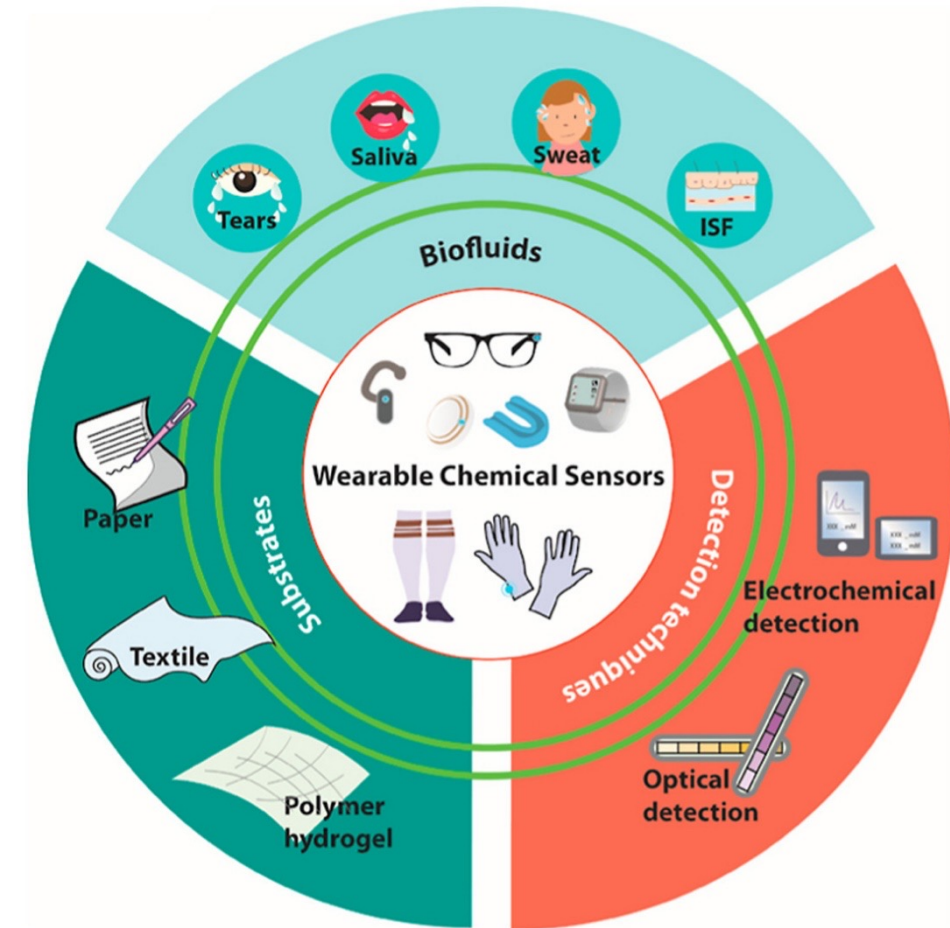 Tears
Saliva
Sweat
ISF
Biofluids
Wearable Chemical Sensors
Substrates
Paper
Textile
Polymer
hydrogel
Detection techniques
Electrochemical
detection
Optical
detection